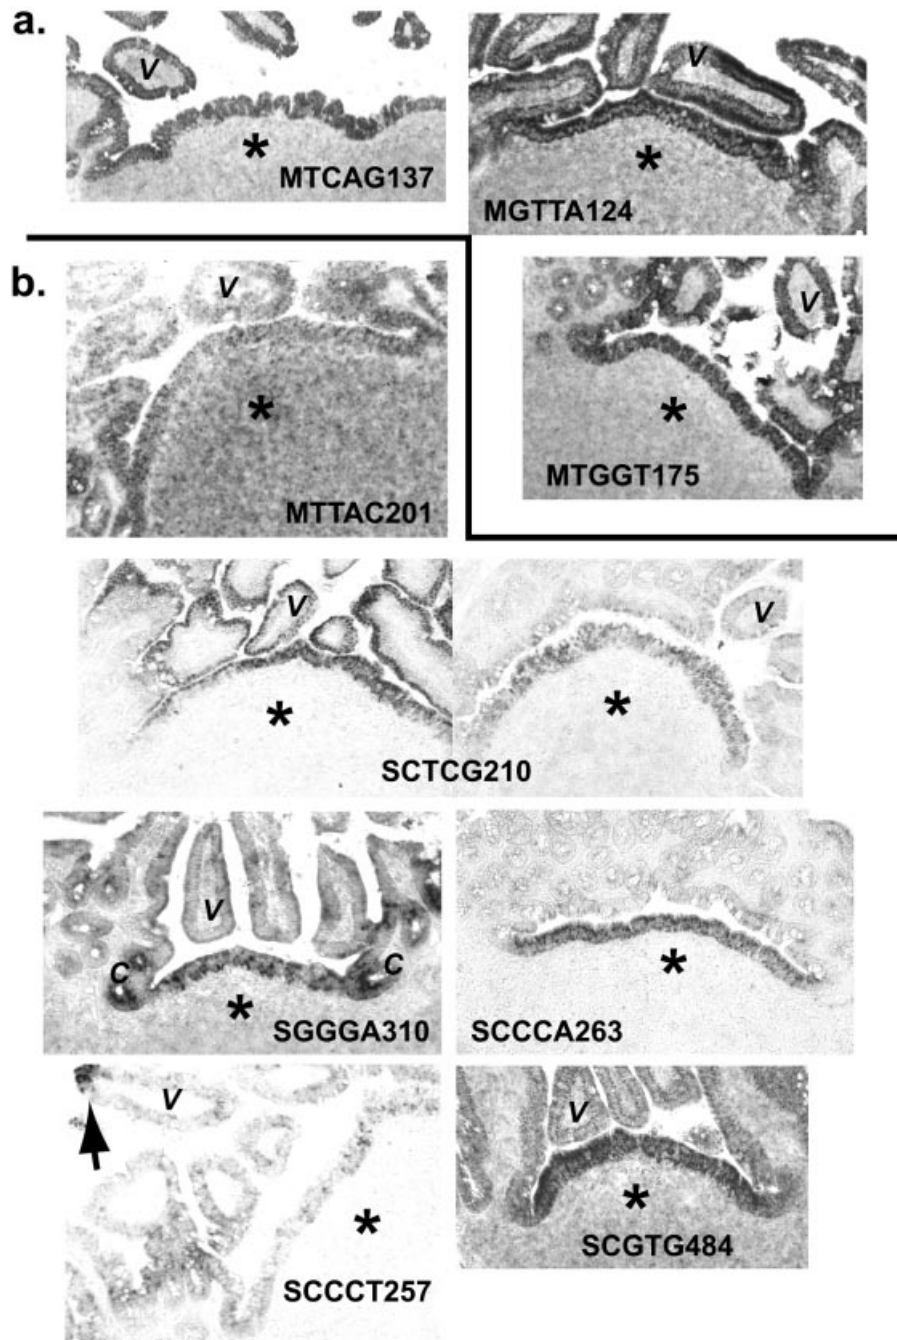 a.
V
*
MTCAG137
V
*
MGTTA124
b.
V
*
MTTAC201
V
*
MTGGT175
V
*
V
*
SCTCG210
V
C
C
*
SGGGA310
*
SCCCA263
V
*
SCCCT257
V
*
SCGTG484